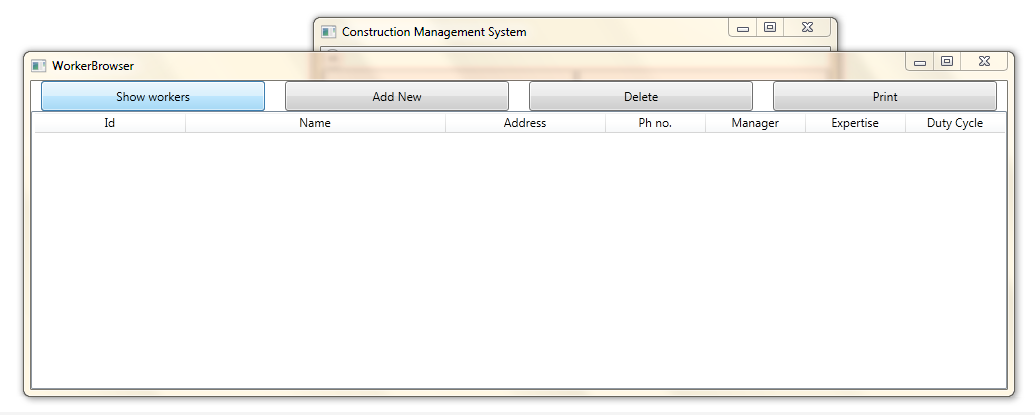 Construction Management System
WorkerBrowser
Show workers Add New Delete Print
Id Name Address Ph no. Manager Expertise Duty Cycle